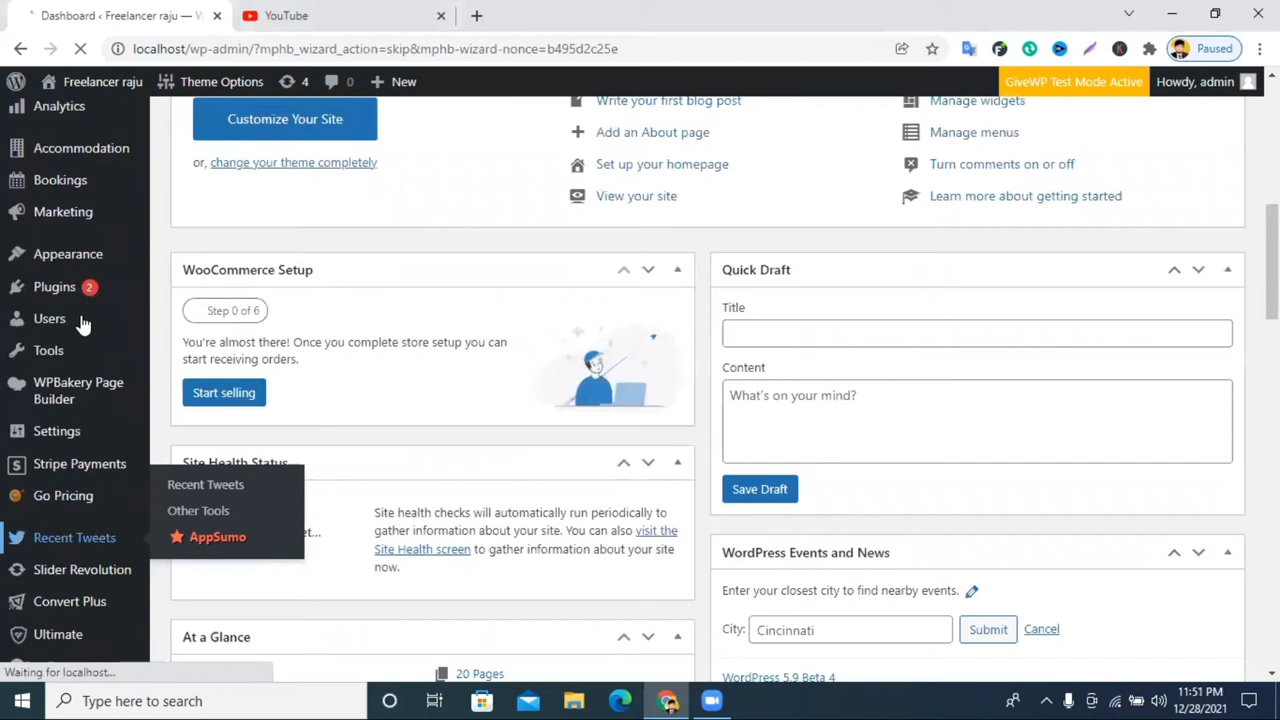 Dashboard ‹ Freelancer raju — W
YouTube
localhost/wp-admin/?mphb_wizard_action=skip&mphb-wizard-nonce=b495d2c25e
Paused
Freelancer raju
Theme Options
4
0
New
GiveWP Test Mode Active
Howdy, admin
Analytics
Accommodation
Bookings
Marketing
Appearance
Plugins 2
Users
Tools
WPBakery Page
Builder
Settings
Stripe Payments
Go Pricing
Recent Tweets
Slider Revolution
Convert Plus
Ultimate
Recent Tweets
Other Tools
AppSumo
Customize Your Site
or, change your theme completely
Write your first blog post
Add an About page
Set up your homepage
View your site
Manage widgets
Manage menus
Turn comments on or off
Learn more about getting started
WooCommerce Setup
Step 0 of 6
You're almost there! Once you complete store setup you can
start receiving orders.
Start selling
Site Health Status
Site health checks will automatically run periodically to
gather information about your site. You can also visit the
Site Health screen to gather information about your site
now.
At a Glance
20 Pages
Quick Draft
Title
Content
What's on your mind?
Save Draft
WordPress Events and News
Enter your closest city to find nearby events.
City:
Cincinnati
Submit
Cancel
WordPress 5.9 Beta 4
Waiting for localhost...
Type here to search
11:51 PM
12/28/2021